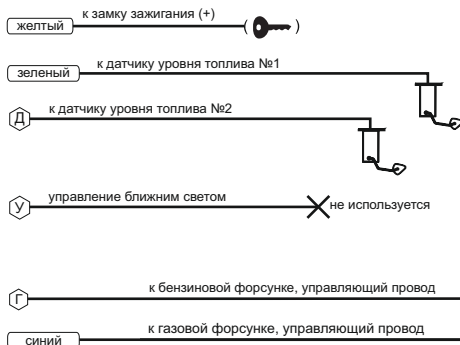 желтый к замку зажигания (+)
зеленый к датчику уровня топлива №1
Д к датчику уровня топлива №2
У управление ближним светом не используется
Г к бензиновой форсунке, управляющий провод
синий к газовой форсунке, управляющий провод